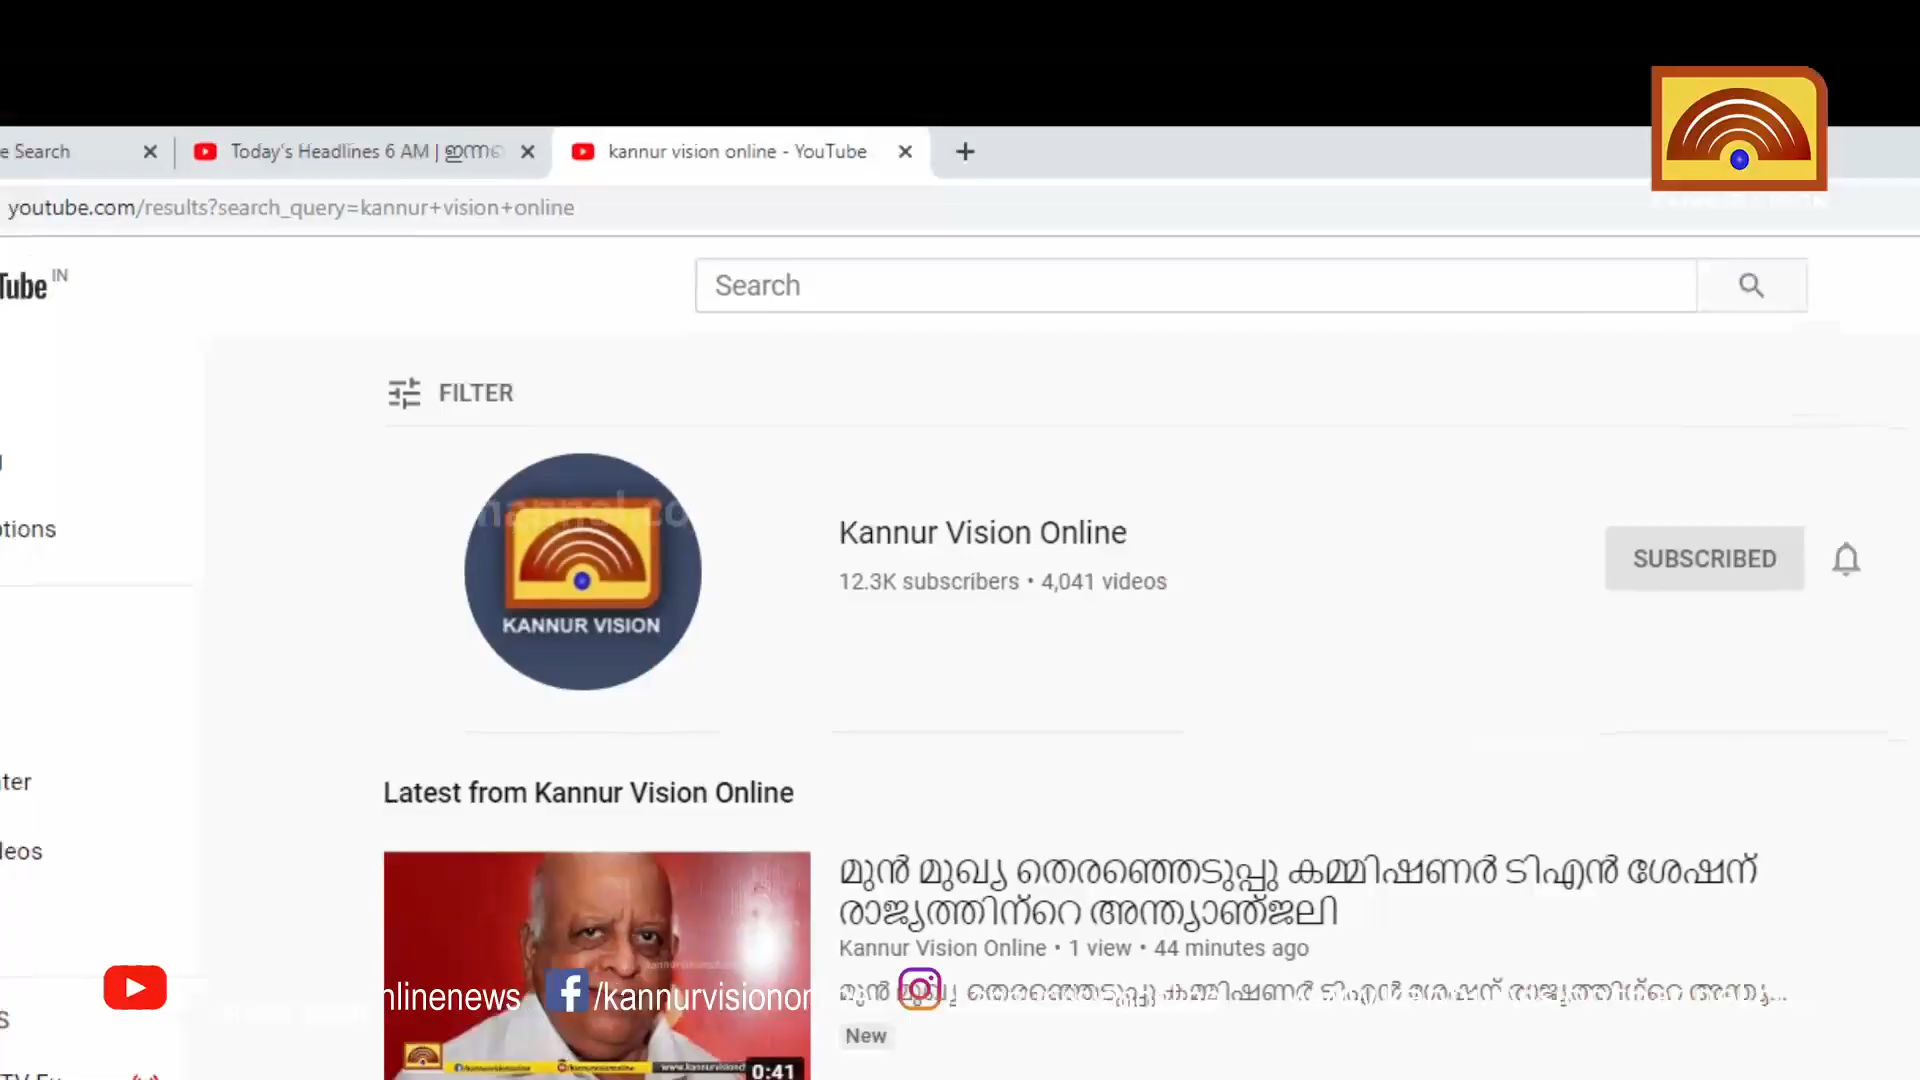 e Search
Today's Headlines 6 AM | ഇന്ന
kannur vision online - YouTube
youtube.com/results?search_query=kannur+vision+online
Tube IN
Search
FILTER
KANNUR VISION
Kannur Vision Online
12.3K subscribers • 4,041 videos
SUBSCRIBED
Latest from Kannur Vision Online
മുൻ മുഖ്യ തെരഞ്ഞെടുപ്പു കമ്മിഷണർ ടിഎൻ ശേഷന്
രാജ്യത്തിന്റെ അന്ത്യാഞ്ജലി
Kannur Vision Online • 1 view • 44 minutes ago
nlinenews
/kannurvisionon
New
0:41